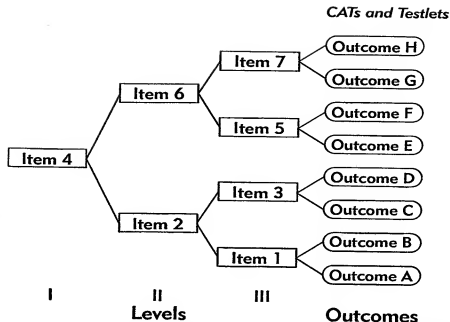 CATs and Testlets
Outcome H
Item 7
Outcome G
Item 6
Outcome F
Item 5
Outcome E
Item 4
Outcome D
Item 3
Outcome C
Item 2
Outcome B
Item 1
Outcome A
I II III
Levels Outcomes